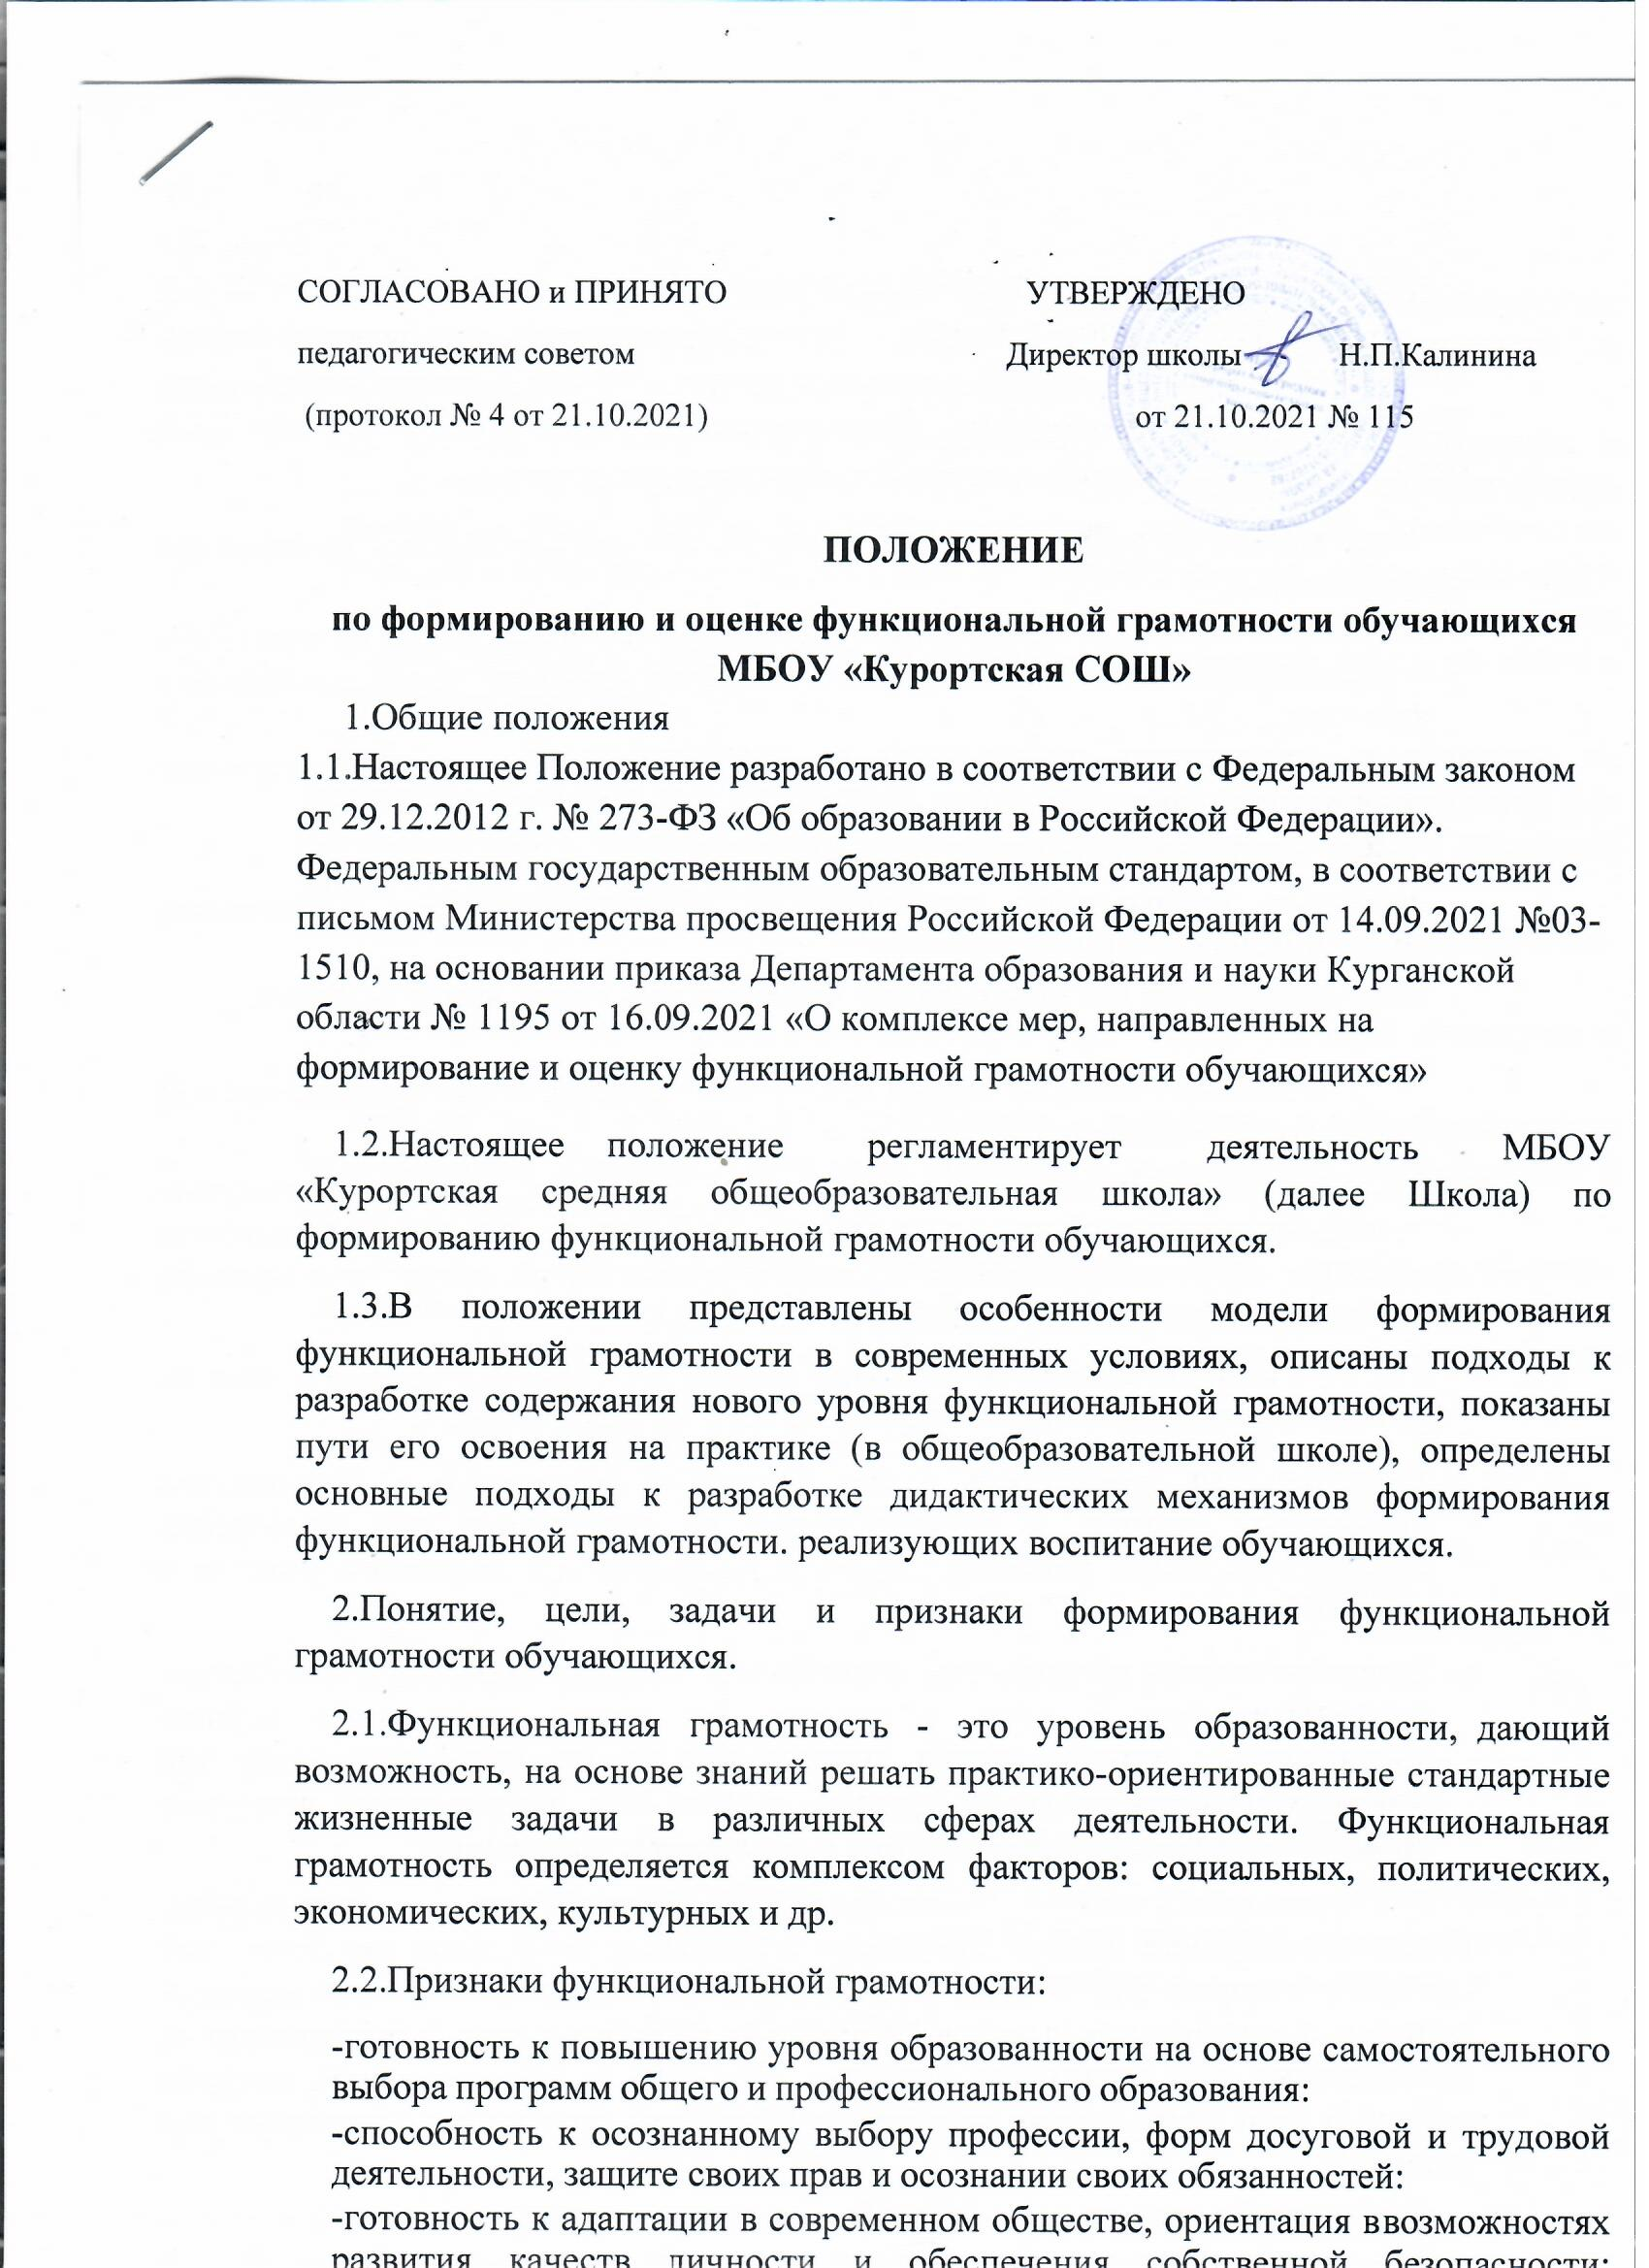 СОГЛАСОВАНО и ПРИНЯТО УТВЕРЖДЕНО
педагогическим советом Директор школы Н.П.Калинина
(протокол № 4 от 21.10.2021) от 21.10.2021 № 115
ПОЛОЖЕНИЕ
по формированию и оценке функциональной грамотности обучающихся
МБОУ «Курортская СОШ»
1.Общие положения
1.1.Настоящее Положение разработано в соответствии с Федеральным законом
от 29.12.2012 г. № 273-ФЗ «Об образовании в Российской Федерации».
Федеральным государственным образовательным стандартом, в соответствии с
письмом Министерства просвещения Российской Федерации от 14.09.2021 №03-
1510, на основании приказа Департамента образования и науки Курганской
области № 1195 от 16.09.2021 «О комплексе мер, направленных на
формирование и оценку функциональной грамотности обучающихся»
1.2.Настоящее положение регламентирует деятельность МБОУ
«Курортская средняя общеобразовательная школа» (далее Школа) по
формированию функциональной грамотности обучающихся.
1.3.В положении представлены особенности модели формирования
функциональной грамотности в современных условиях, описаны подходы к
разработке содержания нового уровня функциональной грамотности, показаны
пути его освоения на практике (в общеобразовательной школе), определены
основные подходы к разработке дидактических механизмов формирования
функциональной грамотности. реализующих воспитание обучающихся.
2.Понятие, цели, задачи и признаки формирования функциональной
грамотности обучающихся.
2.1.Функциональная грамотность - это уровень образованности, дающий
возможность, на основе знаний решать практико-ориентированные стандартные
жизненные задачи в различных сферах деятельности. Функциональная
грамотность определяется комплексом факторов: социальных, политических,
экономических, культурных и др.
2.2.Признаки функциональной грамотности:
-готовность к повышению уровня образованности на основе самостоятельного
выбора программ общего и профессионального образования:
-способность к осознанному выбору профессии, форм досуговой и трудовой
деятельности, защите своих прав и осознании своих обязанностей:
-готовность к адаптации в современном обществе, ориентация ввозможностях
развития качеств личности и обеспечения собственной безопасности: